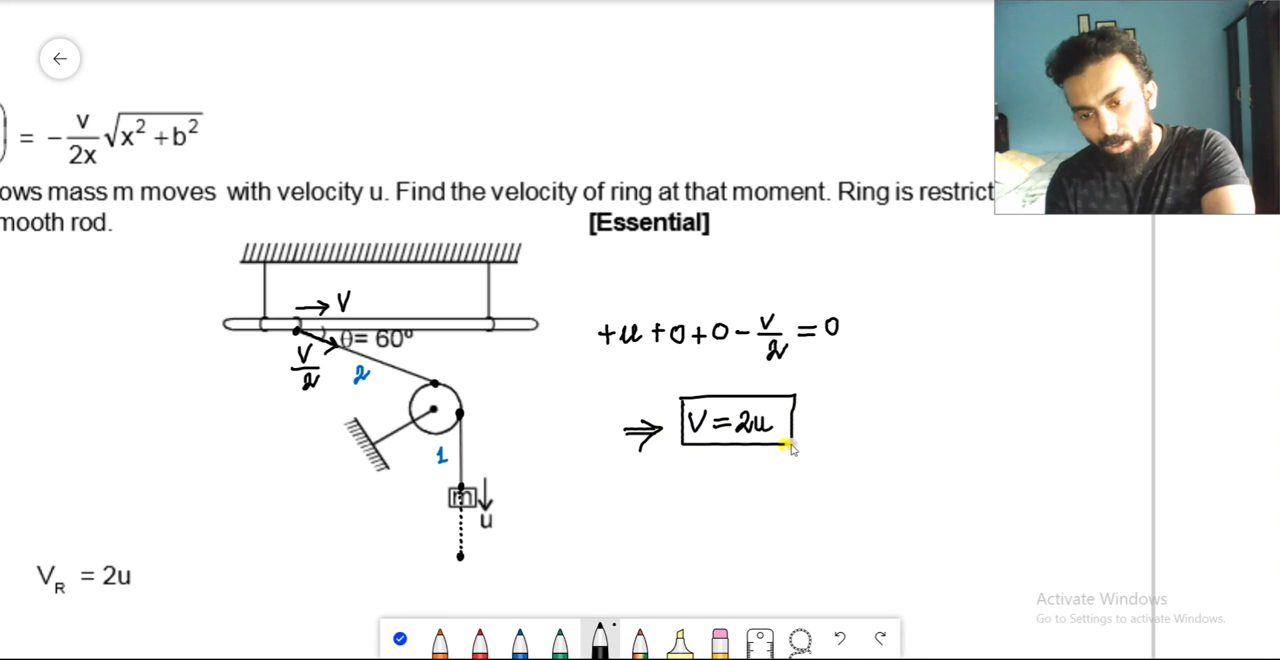 = - v/2x √x² + b²
ows mass m moves with velocity u. Find the velocity of ring at that moment. Ring is restrict
mooth rod. [Essential]
→ V
θ= 60º
V/2
2
+u + 0 + 0 - V/2 = 0
⇒ V = 2u
1
m
u
V_R = 2u
Activate Windows
Go to Settings to activate Windows.